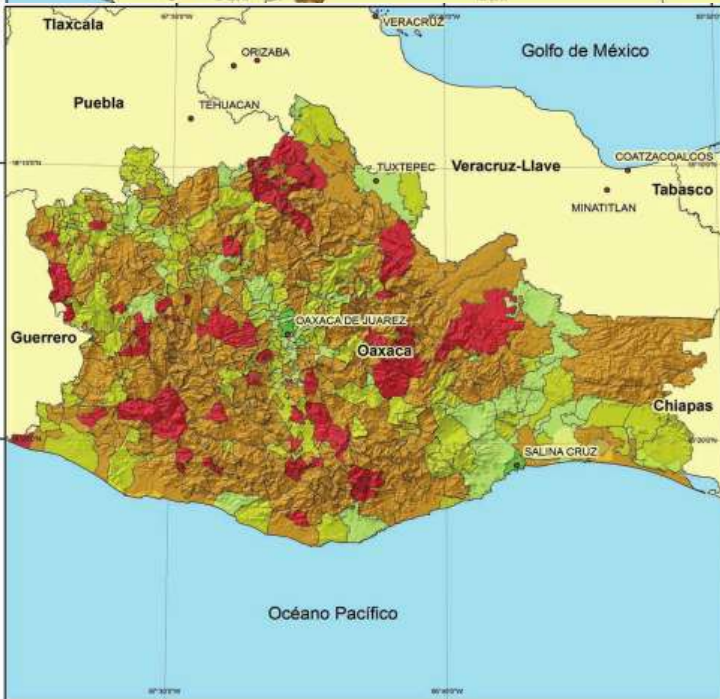 Tlaxcala
VERACRUZ
Golfo de México
ORIZABA
Puebla
TEHUACAN
COATZACOALCOS
TUXTEPEC
Veracruz-Llave
Tabasco
MINATITLAN
OAXACA DE JUAREZ
Guerrero
Oaxaca
Chiapas
SALINA CRUZ
Océano Pacífico